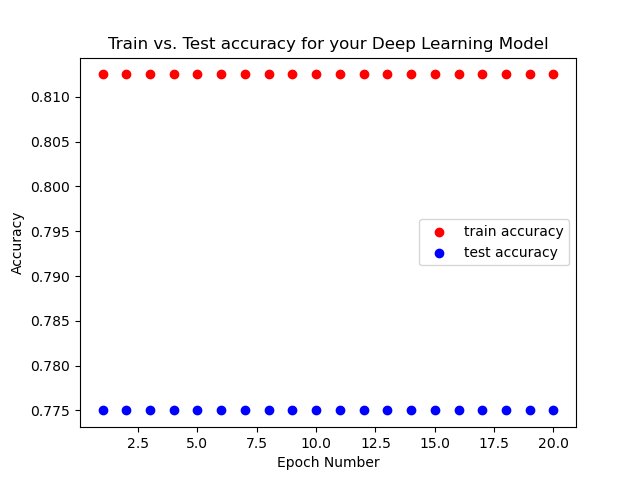 Train vs. Test accuracy for your Deep Learning Model
0.810
0.805
0.800
0.795
0.790
0.785
0.780
0.775
Accuracy
train accuracy
test accuracy
2.5 5.0 7.5 10.0 12.5 15.0 17.5 20.0
Epoch Number